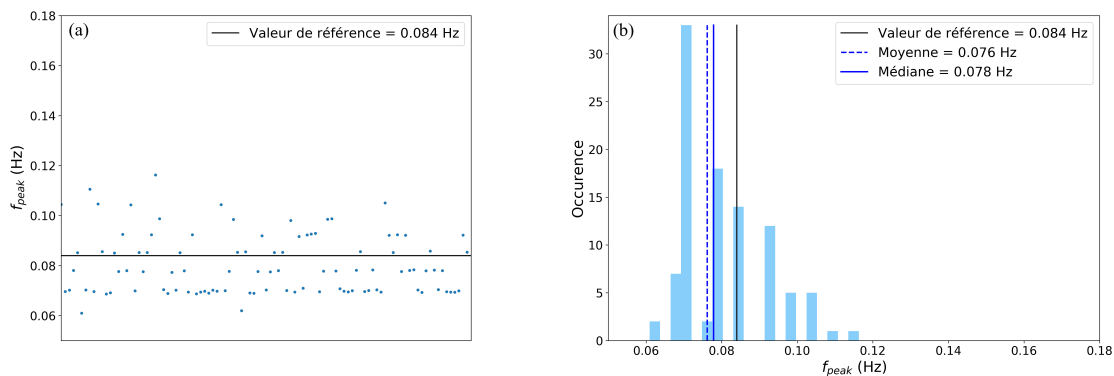 (a)
Valeur de référence = 0.084 Hz
0.18
0.16
0.14
0.12
0.10
0.08
0.06
f_peak (Hz)
(b)
Valeur de référence = 0.084 Hz
Moyenne = 0.076 Hz
Médiane = 0.078 Hz
30
25
20
15
10
5
0
Occurence
0.06 0.08 0.10 0.12 0.14 0.16 0.18
f_peak (Hz)